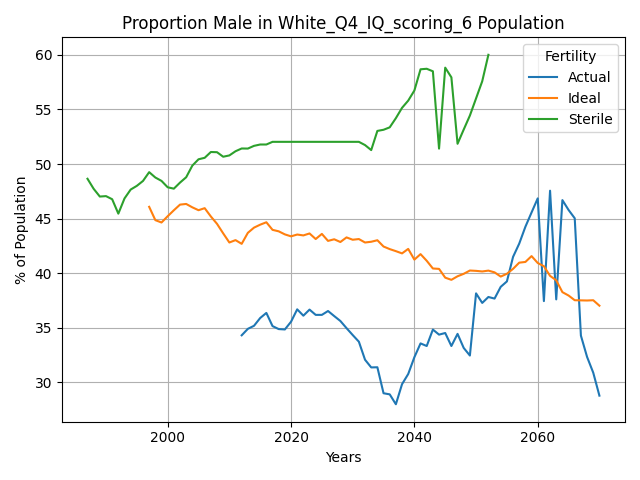 Proportion Male in White_Q4_IQ_scoring_6 Population
Fertility
Actual
Ideal
Sterile
% of Population
60
55
50
45
40
35
30
2000
2020
2040
2060
Years